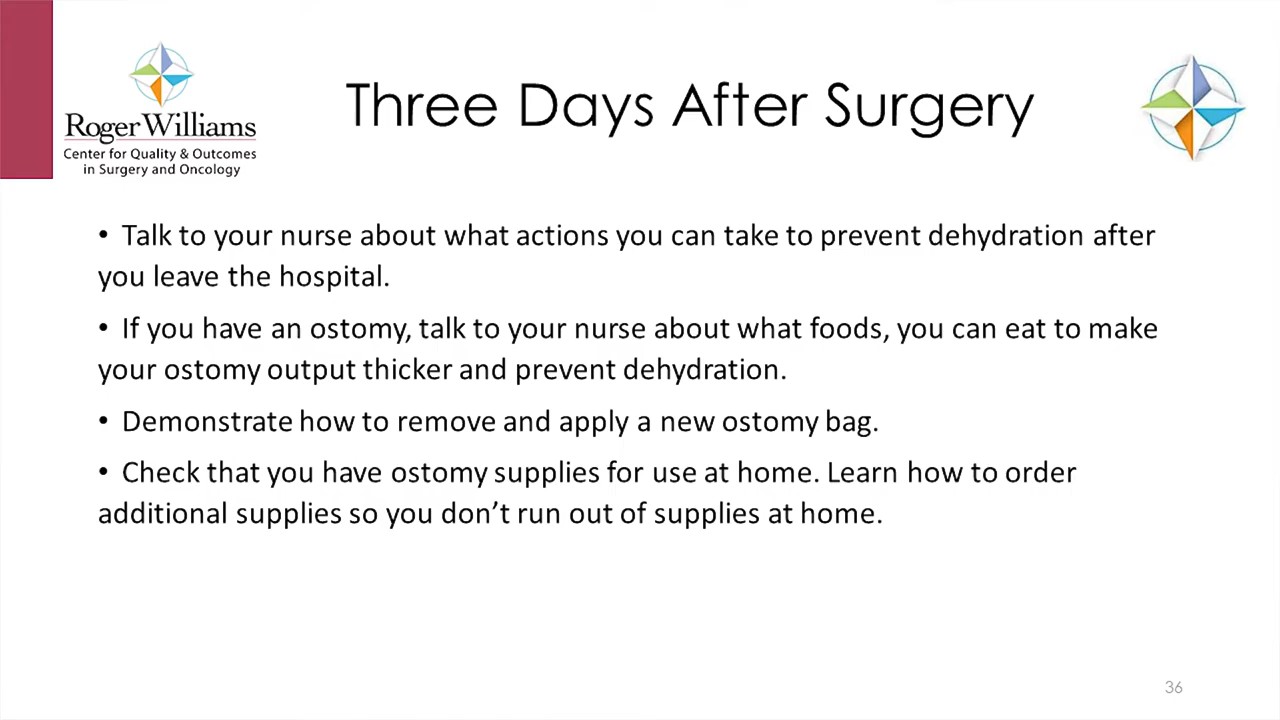 Roger Williams
Center for Quality & Outcomes
in Surgery and Oncology
Three Days After Surgery
• Talk to your nurse about what actions you can take to prevent dehydration after
you leave the hospital.
• If you have an ostomy, talk to your nurse about what foods, you can eat to make
your ostomy output thicker and prevent dehydration.
• Demonstrate how to remove and apply a new ostomy bag.
• Check that you have ostomy supplies for use at home. Learn how to order
additional supplies so you don’t run out of supplies at home.
36